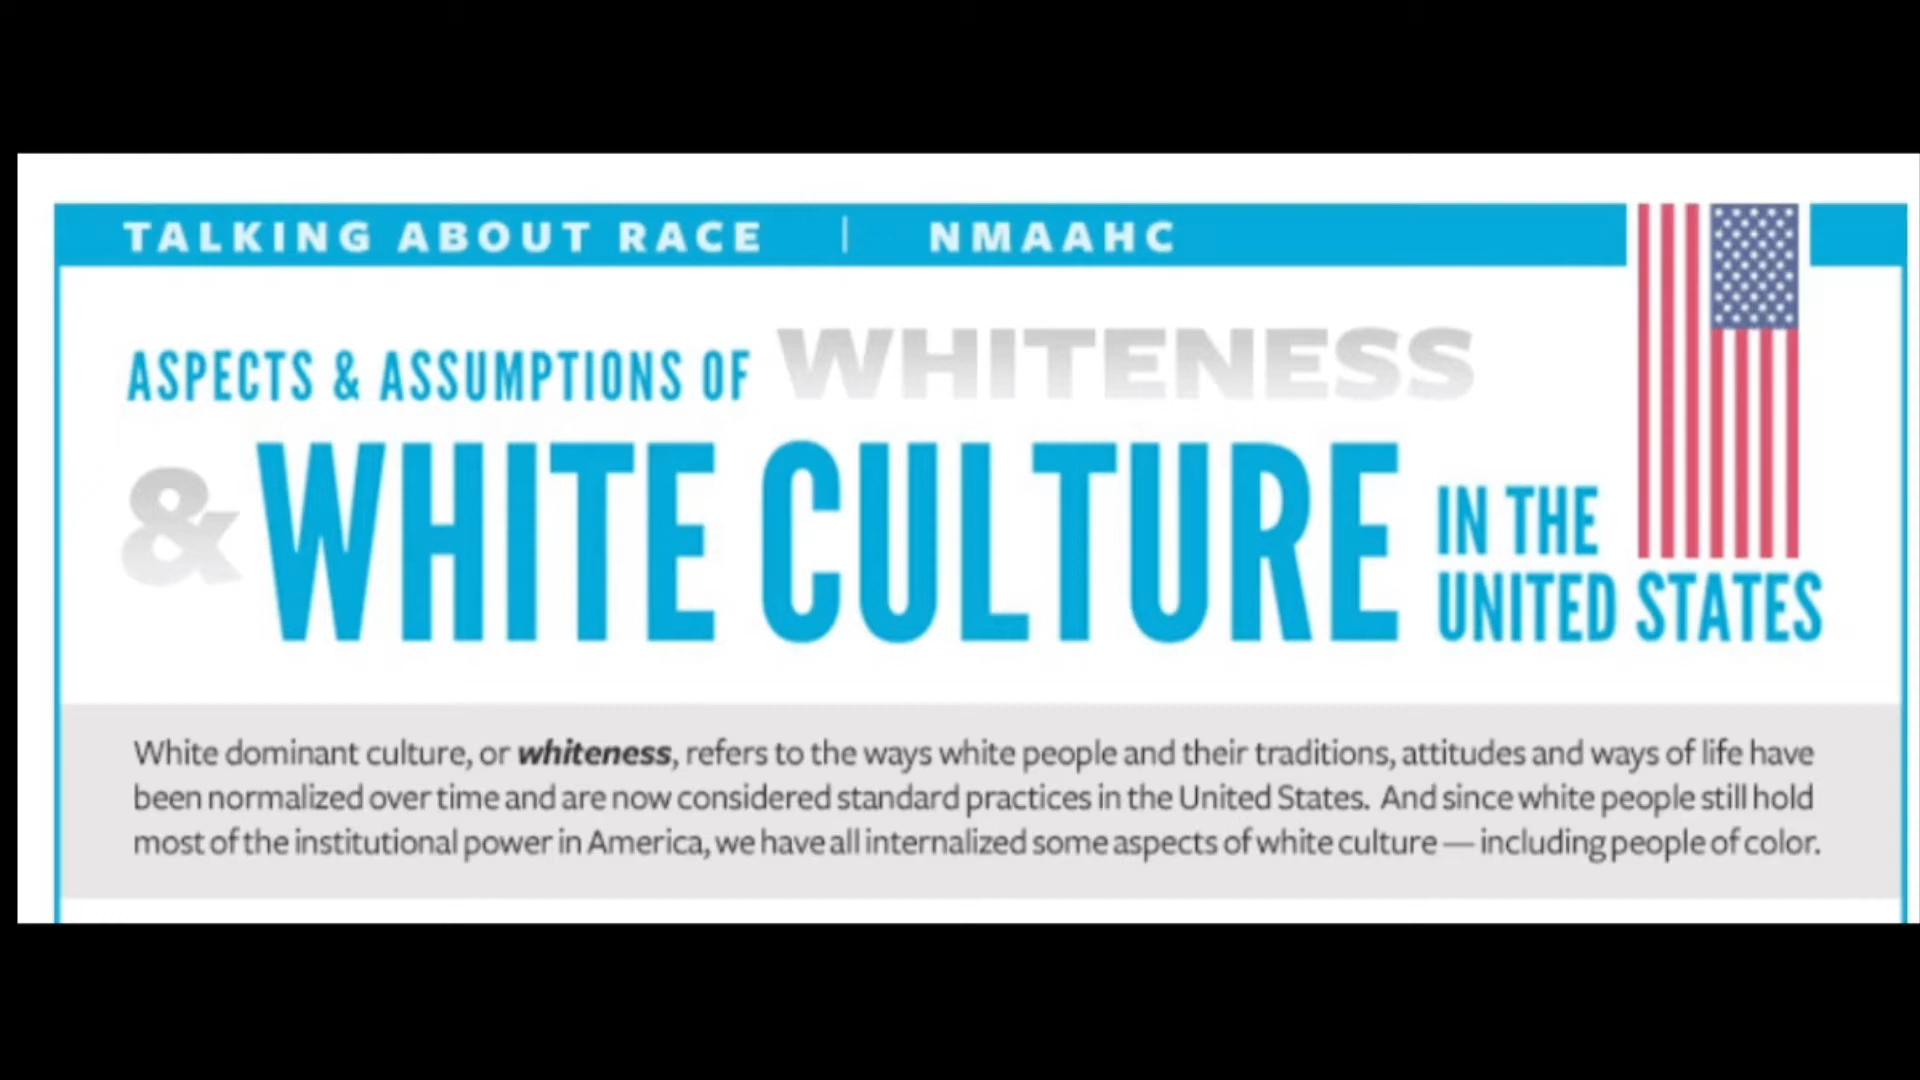 TALKING ABOUT RACE | NMAAHC
ASPECTS & ASSUMPTIONS OF WHITENESS
& WHITE CULTURE IN THE
UNITED STATES
White dominant culture, or whiteness, refers to the ways white people and their traditions, attitudes and ways of life have
been normalized over time and are now considered standard practices in the United States. And since white people still hold
most of the institutional power in America, we have all internalized some aspects of white culture — including people of color.